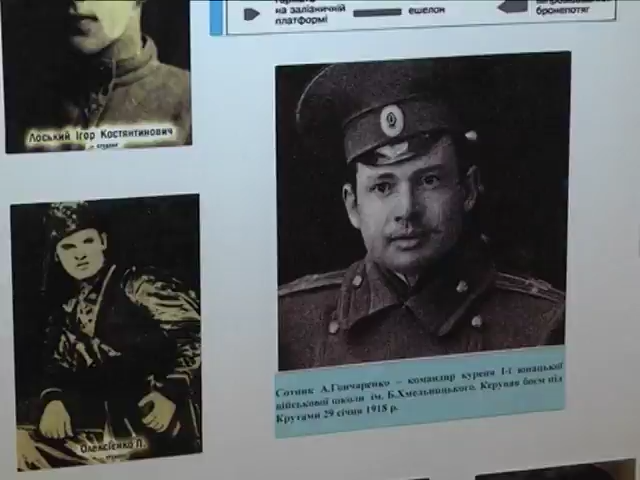 на залізничній
платформі
ешелон
бронепотяг
Лоський Ігор Костянтинович
Сотник А.Гончаренко – командир куреня 1-ї юнацької
військової школи ім. Б.Хмельницького. Керував боєм під
Крутами 29 січня 1918 р.
Олексієнко П.